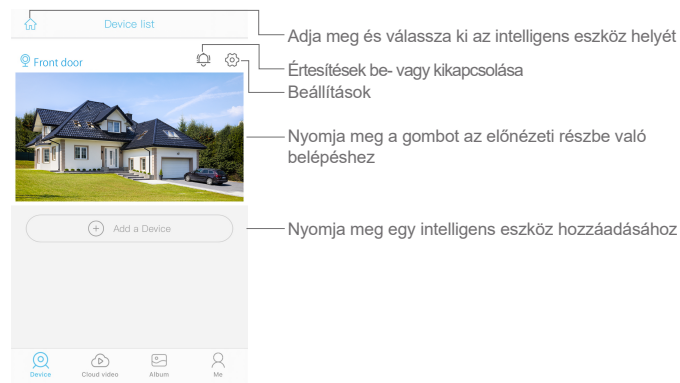 Device list
Adja meg és válassza ki az intelligens eszköz helyét
Front door
Értesítések be- vagy kikapcsolása
Beállítások
Nyomja meg a gombot az előnézeti részbe való
belépéshez
Add a Device
Nyomja meg egy intelligens eszköz hozzáadásához
Device
Cloud video
Album
Me